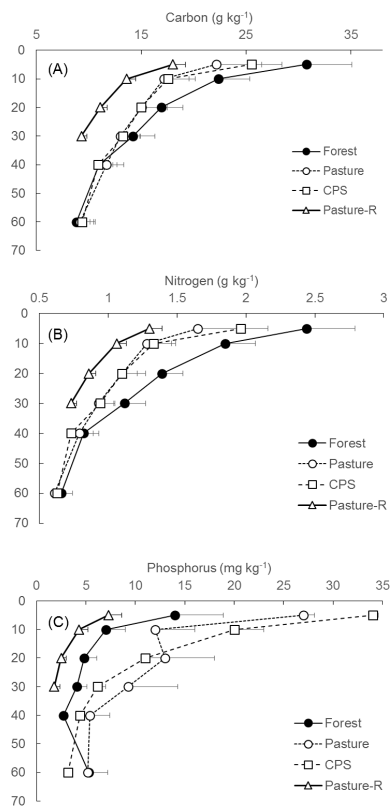 Carbon (g kg-1)
5 15 25 35
0
10
20
30
40
50
60
70
(A)
Forest
Pasture
CPS
Pasture-R
Nitrogen (g kg-1)
0.5 1 1.5 2 2.5 3
0
10
20
30
40
50
60
70
(B)
Forest
Pasture
CPS
Pasture-R
Phosphorus (mg kg-1)
0 5 10 15 20 25 30 35
0
10
20
30
40
50
60
70
(C)
Forest
Pasture
CPS
Pasture-R